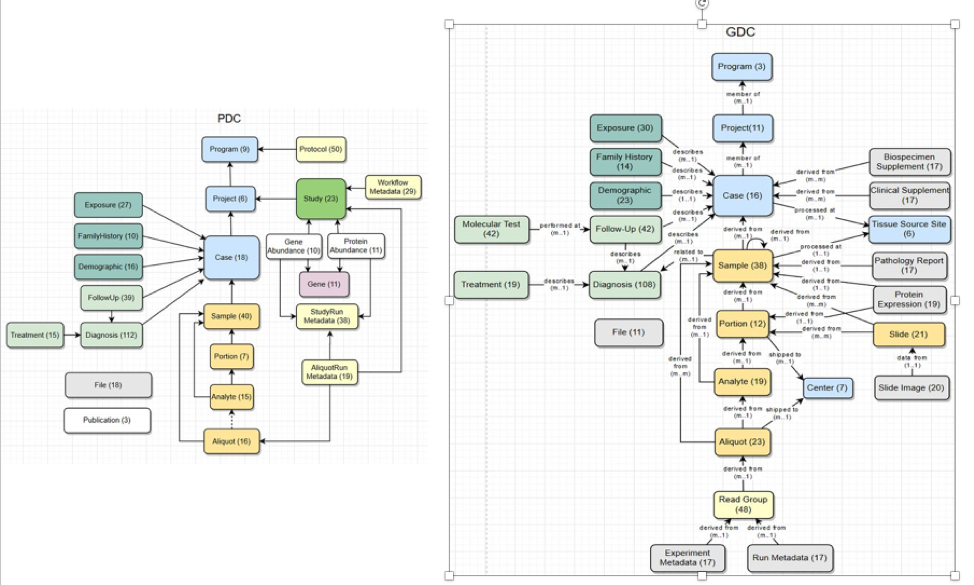 PDC
Program (9)
Protocol (50)
Project (6)
Study (23)
Workflow
Metadata (29)
Exposure (27)
FamilyHistory (10)
Demographic (16)
Case (18)
Gene
Abundance (10)
Protein
Abundance (11)
Gene (11)
FollowUp (39)
Treatment (15)
Diagnosis (112)
Sample (40)
StudyRun
Metadata (38)
Portion (7)
File (18)
AliquotRun
Metadata (19)
Analyte (15)
Publication (3)
Aliquot (16)
GDC
Program (3)
member of
(m..1)
Project(11)
member of
(m..1)
Exposure (30)
describes
(m..1)
Family History
(14)
describes
(m..1)
Demographic
(23)
describes
(1..1)
Case (16)
derived from
(m..m)
Biospecimen
Supplement (17)
derived from
(m..m)
Clinical Supplement
(17)
processed at
(m..1)
Tissue Source Site
(6)
Molecular Test
(42)
performed at
(m..1)
Follow-Up (42)
describes
(m..1)
describes
(m..1)
describes
(m..1)
derived from
(m..1)
derived from
(m..1)
processed at
(1..1)
related to
(m..1)
Sample (38)
derived from
(1..1)
Pathology Report
(17)
Treatment (19)
describes
(m..1)
Diagnosis (108)
derived from
(1..1)
Protein
Expression (19)
derived from
(m..m)
derived from
(m..1)
derived from
(1..1)
File (11)
Portion (12)
derived from
(m..m)
Slide (21)
derived
from
(m..1)
derived
from
(m..m)
derived from
(m..1)
shipped to
(m..1)
data from
(1..1)
Analyte (19)
Center (7)
Slide Image (20)
derived from
(m..1)
shipped to
(m..1)
Aliquot (23)
derived from
(m..1)
Read Group
(48)
derived from
(m..1)
derived from
(m..1)
Experiment
Metadata (17)
Run Metadata (17)